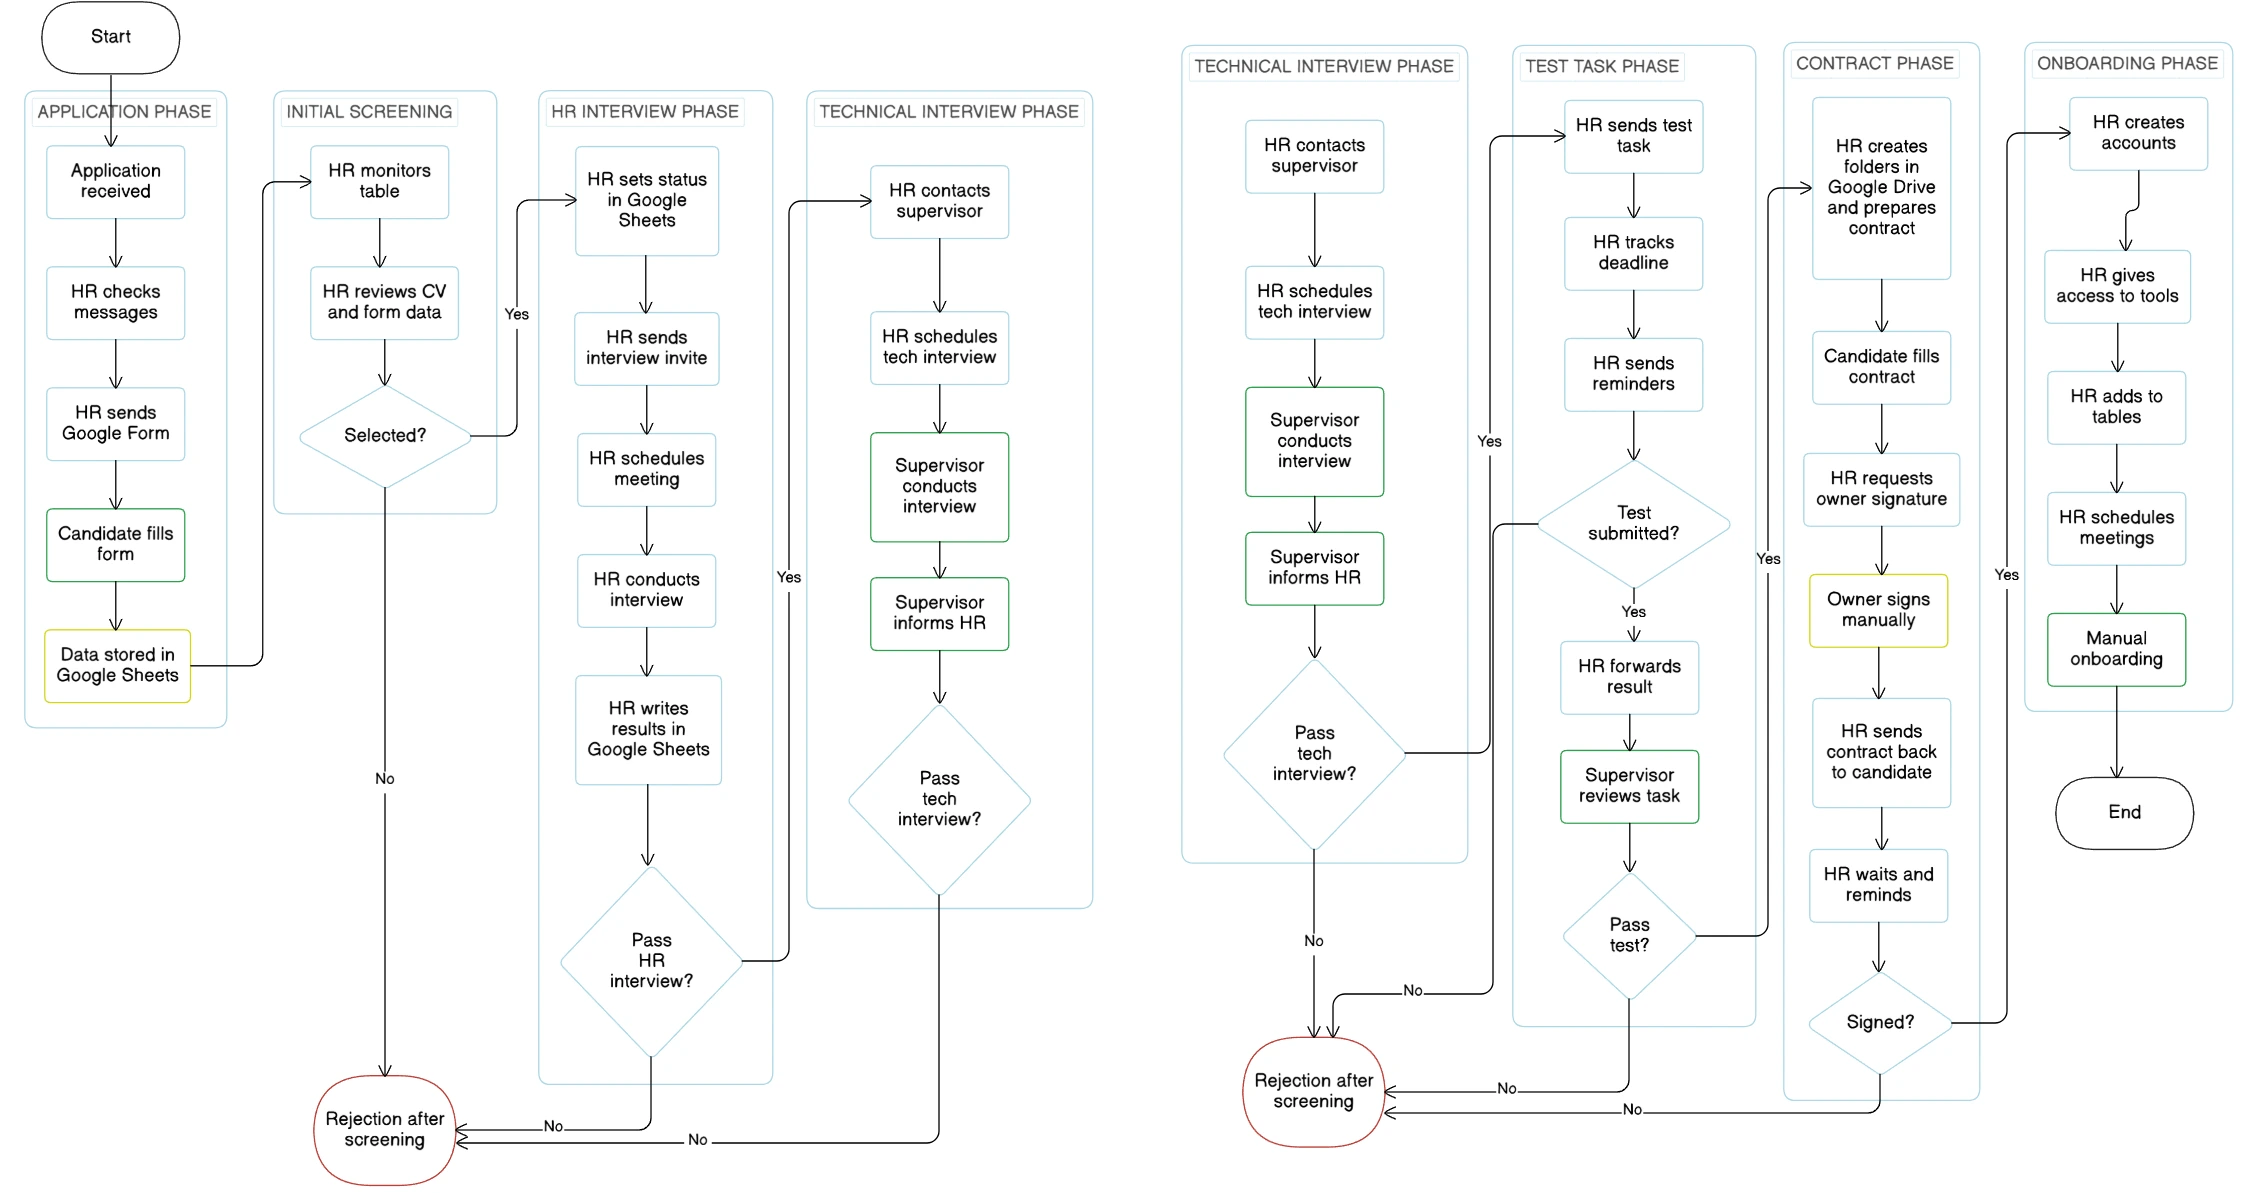 Start
APPLICATION PHASE
Application
received
HR checks
messages
HR sends
Google Form
Candidate fills
form
Data stored in
Google Sheets
INITIAL SCREENING
HR monitors
table
HR reviews CV
and form data
Selected?
Yes
No
HR INTERVIEW PHASE
HR sets status
in Google
Sheets
HR sends
interview invite
HR schedules
meeting
HR conducts
interview
HR writes
results in
Google Sheets
Pass
HR
interview?
Yes
No
TECHNICAL INTERVIEW PHASE
HR contacts
supervisor
HR schedules
tech interview
Supervisor
conducts
interview
Supervisor
informs HR
Pass
tech
interview?
No
Rejection after
screening
TECHNICAL INTERVIEW PHASE
HR contacts
supervisor
HR schedules
tech interview
Supervisor
conducts
interview
Supervisor
informs HR
Pass
tech
interview?
Yes
No
TEST TASK PHASE
HR sends test
task
HR tracks
deadline
HR sends
reminders
Test
submitted?
Yes
No
HR forwards
result
Supervisor
reviews task
Pass
test?
Yes
No
CONTRACT PHASE
HR creates
folders in
Google Drive
and prepares
contract
Candidate fills
contract
HR requests
owner signature
Owner signs
manually
HR sends
contract back
to candidate
HR waits and
reminds
Signed?
Yes
No
Rejection after
screening
ONBOARDING PHASE
HR creates
accounts
HR gives
access to tools
HR adds to
tables
HR schedules
meetings
Manual
onboarding
End